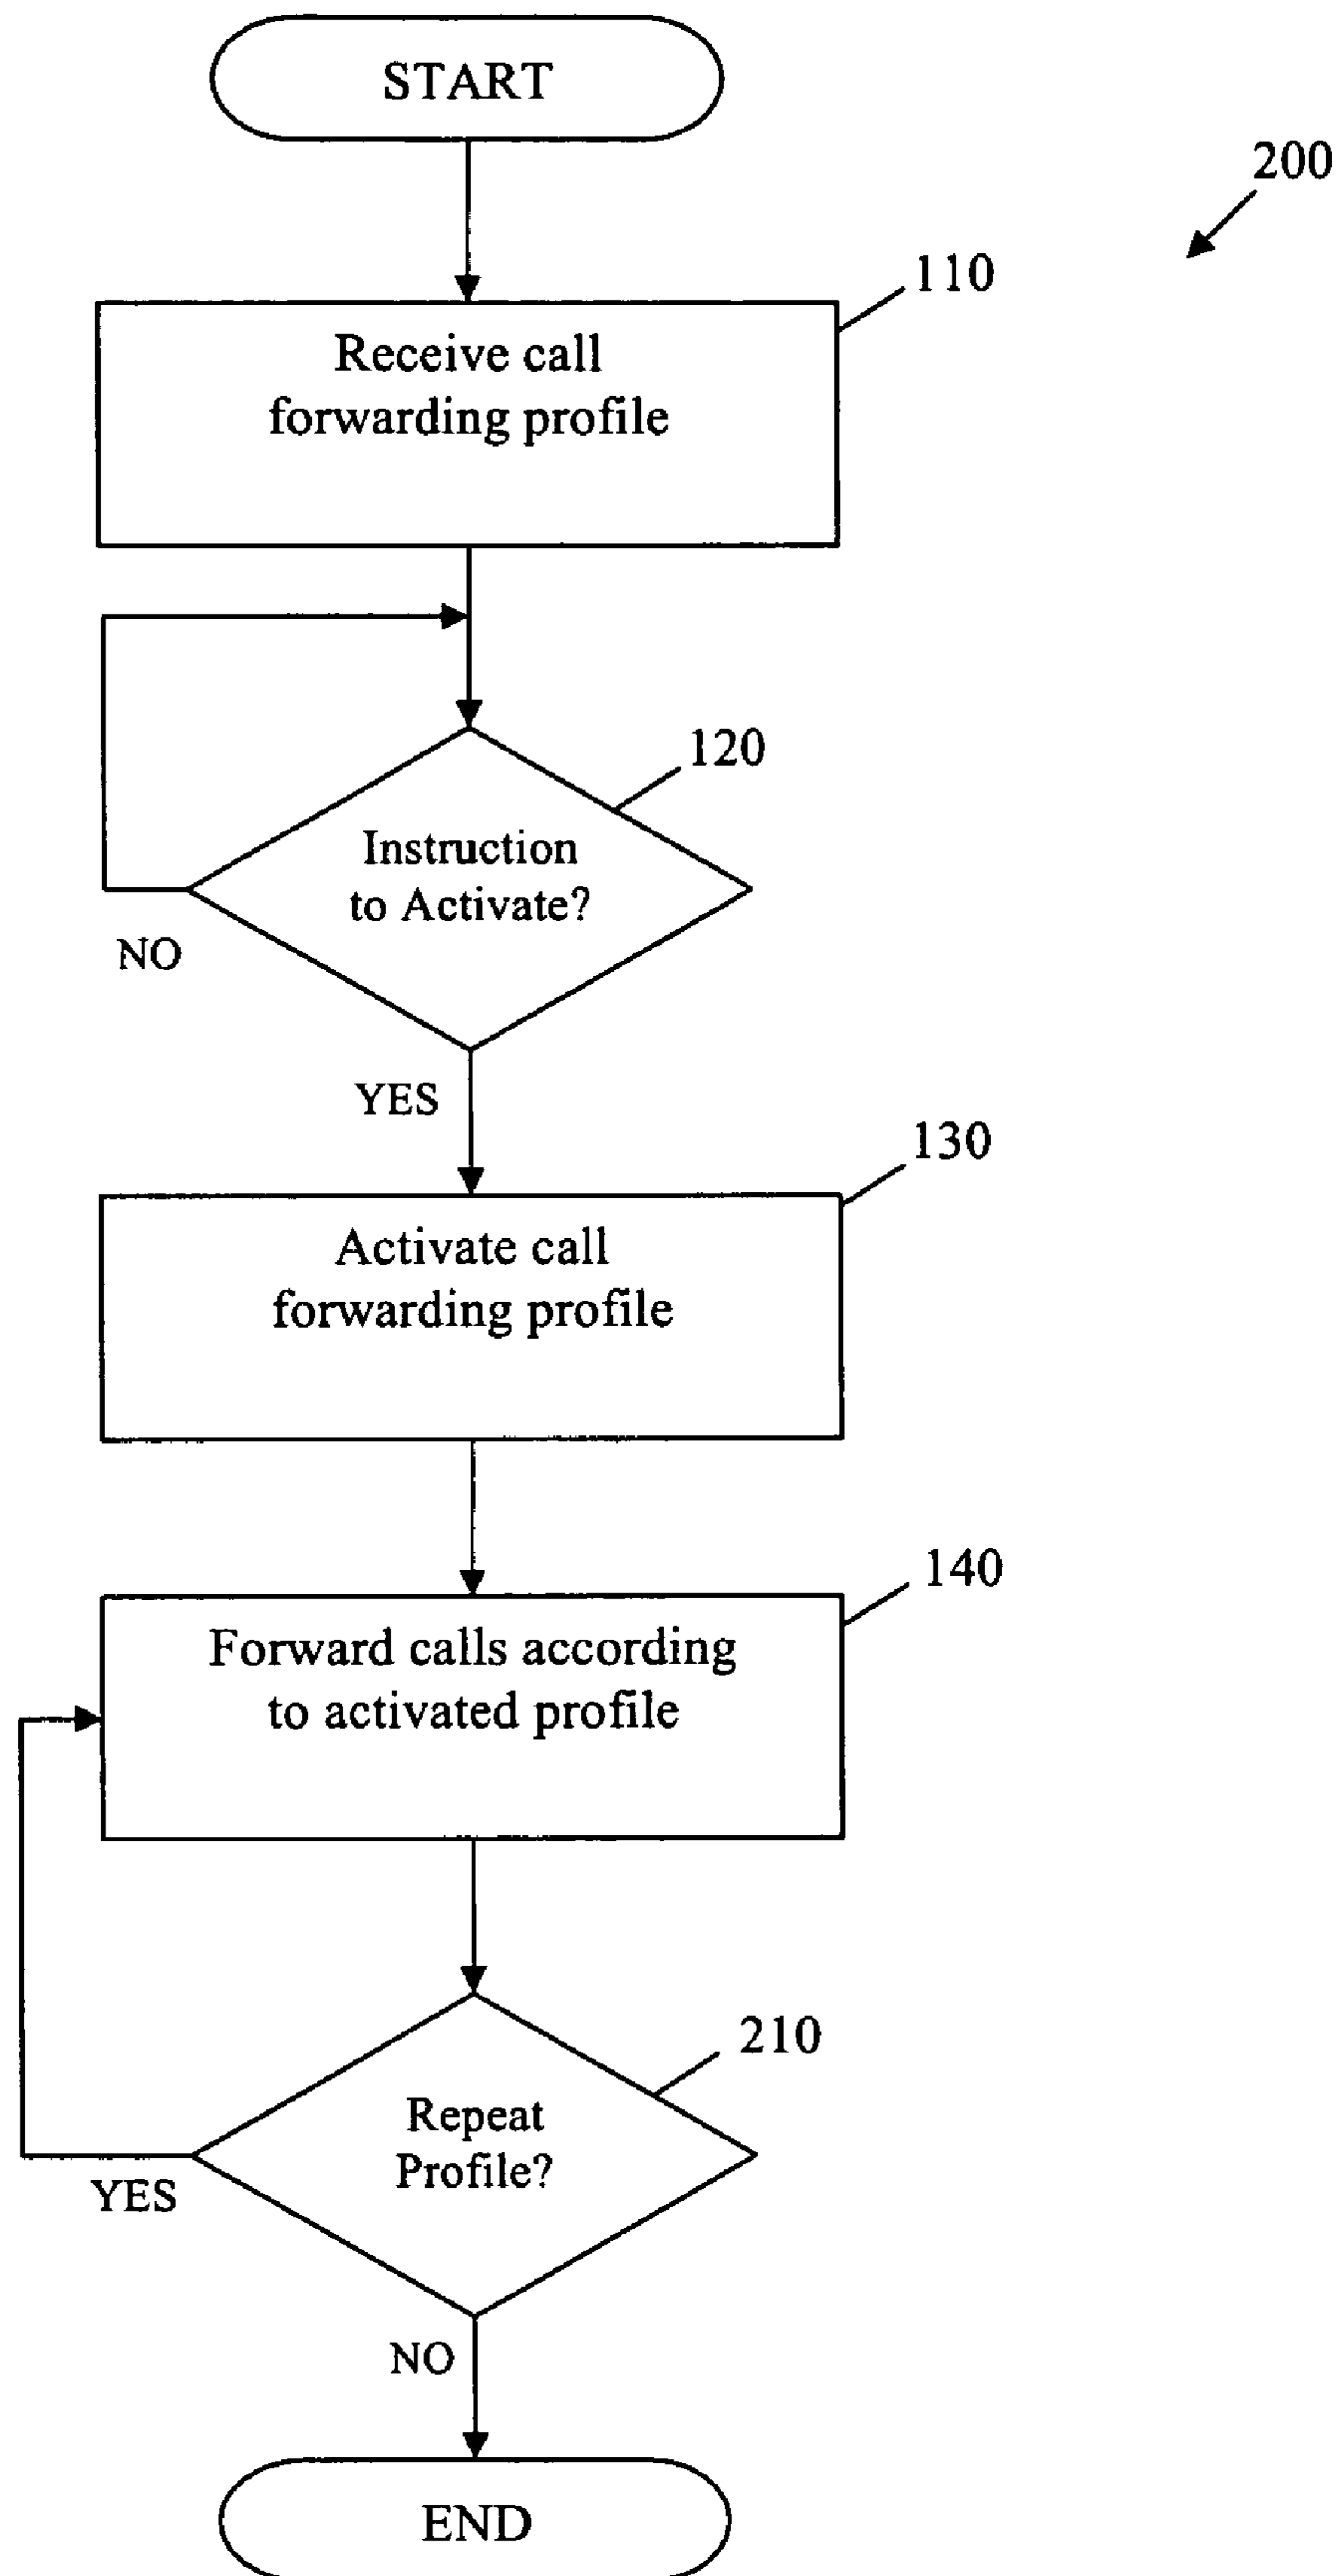 START
200
110
Receive call
forwarding profile
120
Instruction
to Activate?
NO
YES
130
Activate call
forwarding profile
140
Forward calls according
to activated profile
210
Repeat
Profile?
YES
NO
END